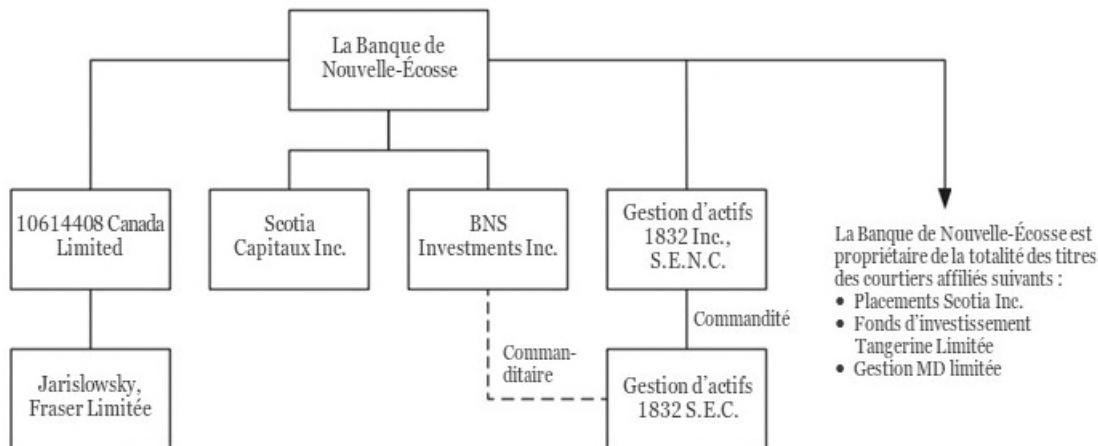 La Banque de
Nouvelle-Écosse
10614408 Canada
Limited
Scotia
Capitaux Inc.
BNS
Investments Inc.
Gestion d'actifs
1832 Inc.,
S.E.N.C.
La Banque de Nouvelle-Écosse est
propriétaire de la totalité des titres
des courtiers affiliés suivants :
• Placements Scotia Inc.
• Fonds d'investissement
Tangerine Limitée
• Gestion MD limitée
Commandité
Comman-
ditaire
Jarislowsky,
Fraser Limitée
Gestion d'actifs
1832 S.E.C.